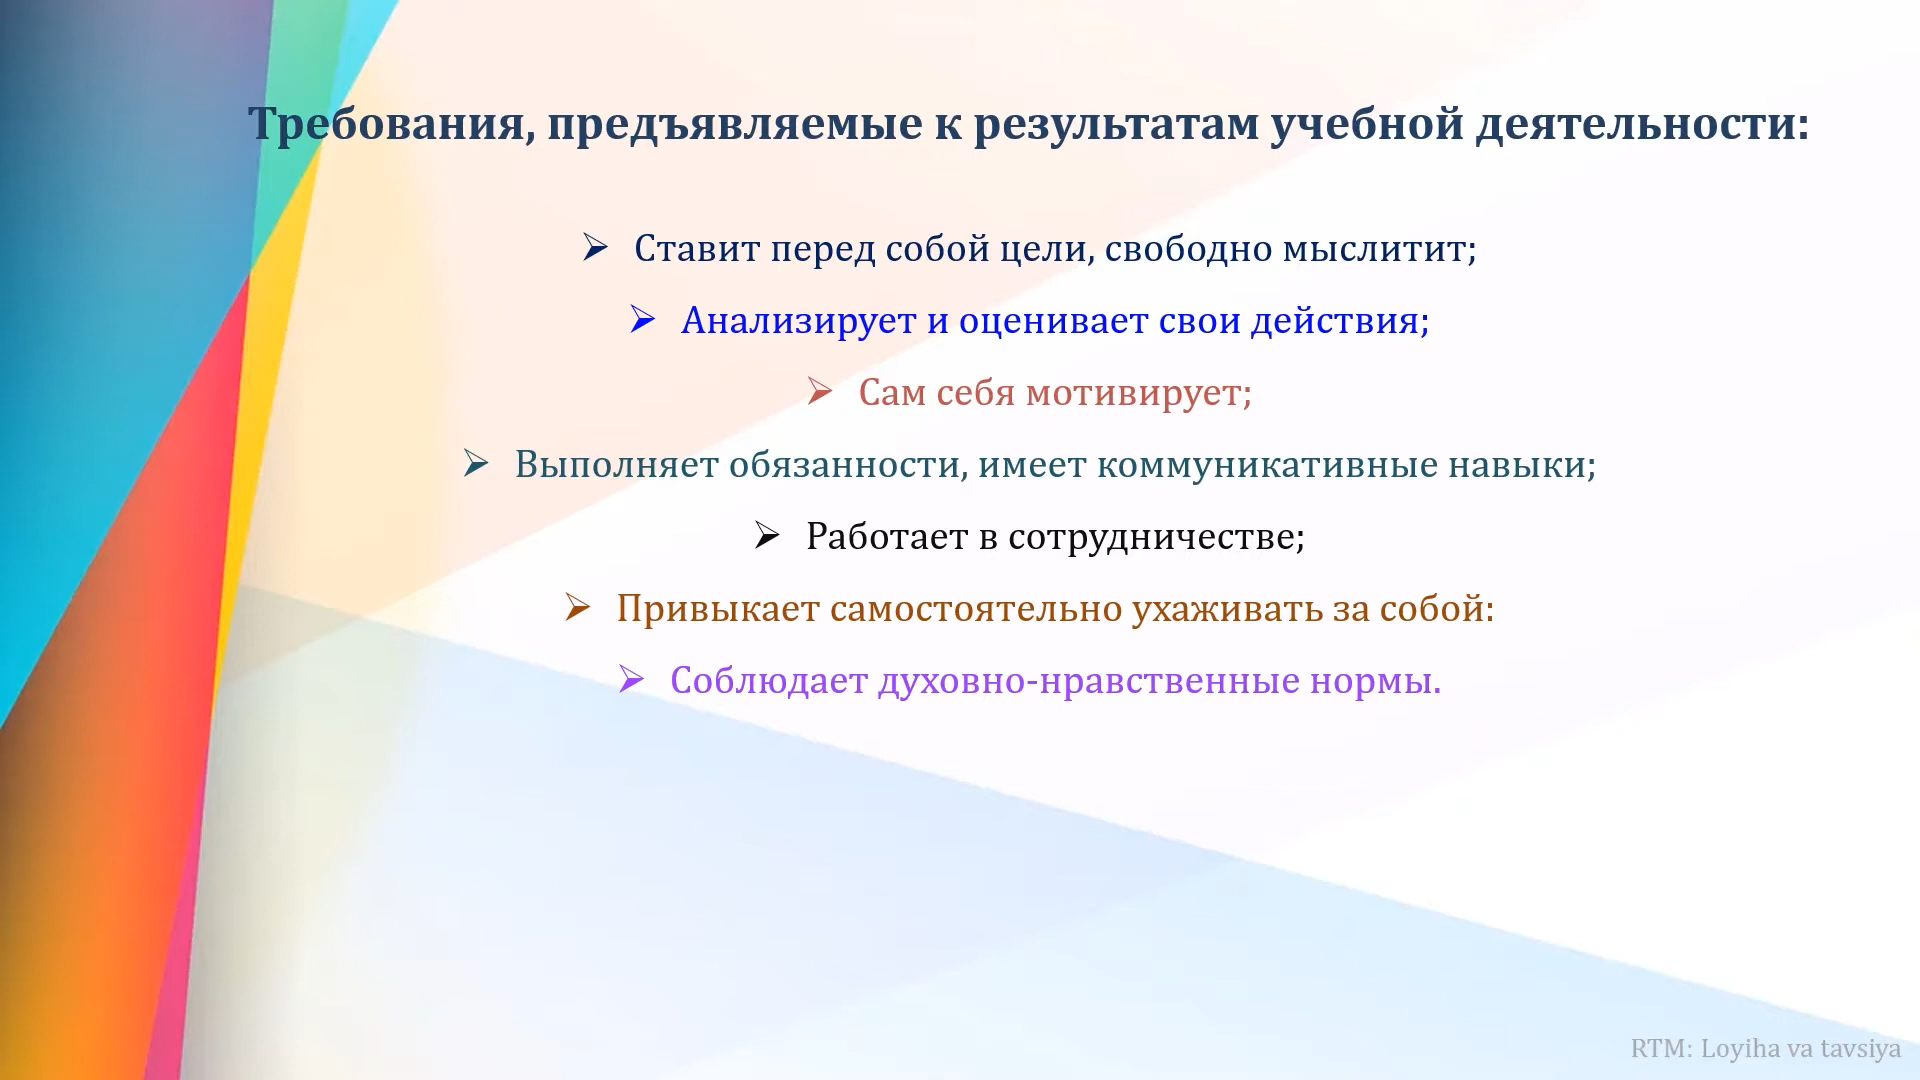 Требования, предъявляемые к результатам учебной деятельности:
➢ Ставит перед собой цели, свободно мыслитит;
➢ Анализирует и оценивает свои действия;
➢ Сам себя мотивирует;
➢ Выполняет обязанности, имеет коммуникативные навыки;
➢ Работает в сотрудничестве;
➢ Привыкает самостоятельно ухаживать за собой:
➢ Соблюдает духовно-нравственные нормы.
RTM: Loyiha va tavsiya